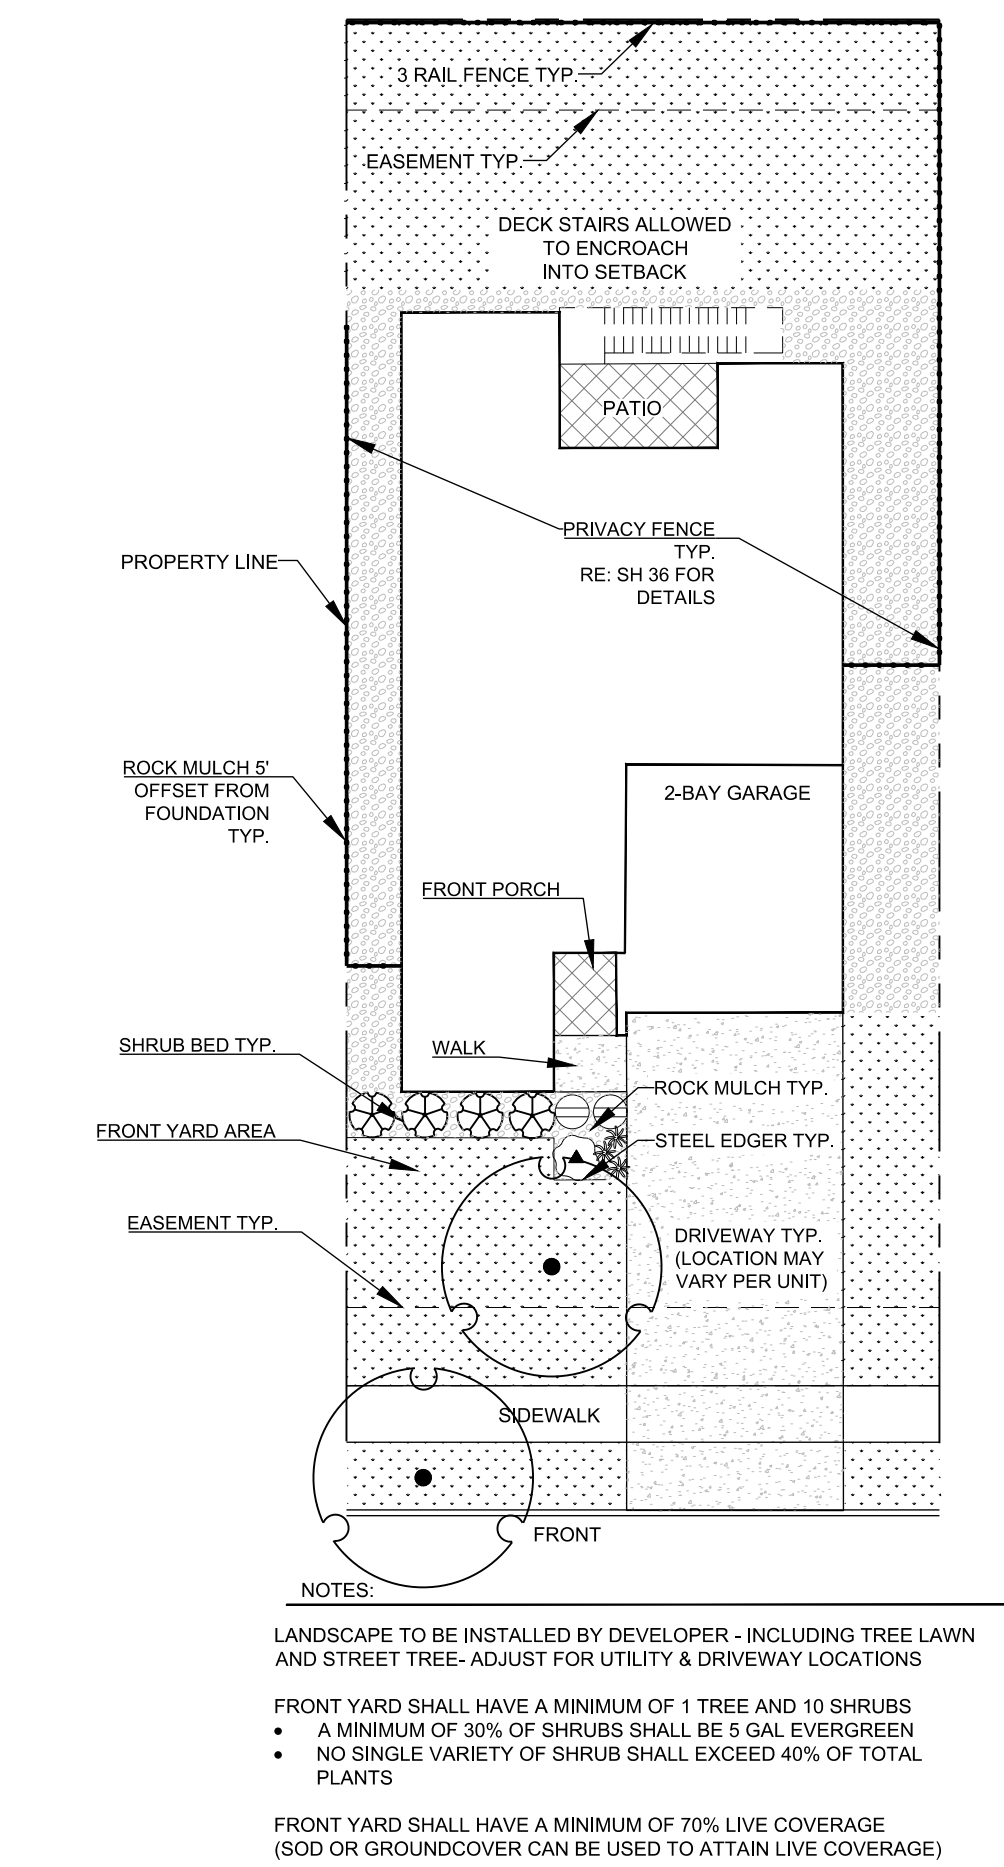 3 RAIL FENCE TYP.
EASEMENT TYP.
DECK STAIRS ALLOWED
TO ENCROACH
INTO SETBACK
PATIO
PRIVACY FENCE
TYP.
RE: SH 36 FOR
DETAILS
PROPERTY LINE
ROCK MULCH 5'
OFFSET FROM
FOUNDATION
TYP.
2-BAY GARAGE
FRONT PORCH
SHRUB BED TYP.
WALK
ROCK MULCH TYP.
FRONT YARD AREA
STEEL EDGER TYP.
EASEMENT TYP.
DRIVEWAY TYP.
(LOCATION MAY
VARY PER UNIT)
SIDEWALK
FRONT
NOTES:
LANDSCAPE TO BE INSTALLED BY DEVELOPER - INCLUDING TREE LAWN
AND STREET TREE- ADJUST FOR UTILITY & DRIVEWAY LOCATIONS
FRONT YARD SHALL HAVE A MINIMUM OF 1 TREE AND 10 SHRUBS
• A MINIMUM OF 30% OF SHRUBS SHALL BE 5 GAL EVERGREEN
• NO SINGLE VARIETY OF SHRUB SHALL EXCEED 40% OF TOTAL
PLANTS
FRONT YARD SHALL HAVE A MINIMUM OF 70% LIVE COVERAGE
(SOD OR GROUNDCOVER CAN BE USED TO ATTAIN LIVE COVERAGE)